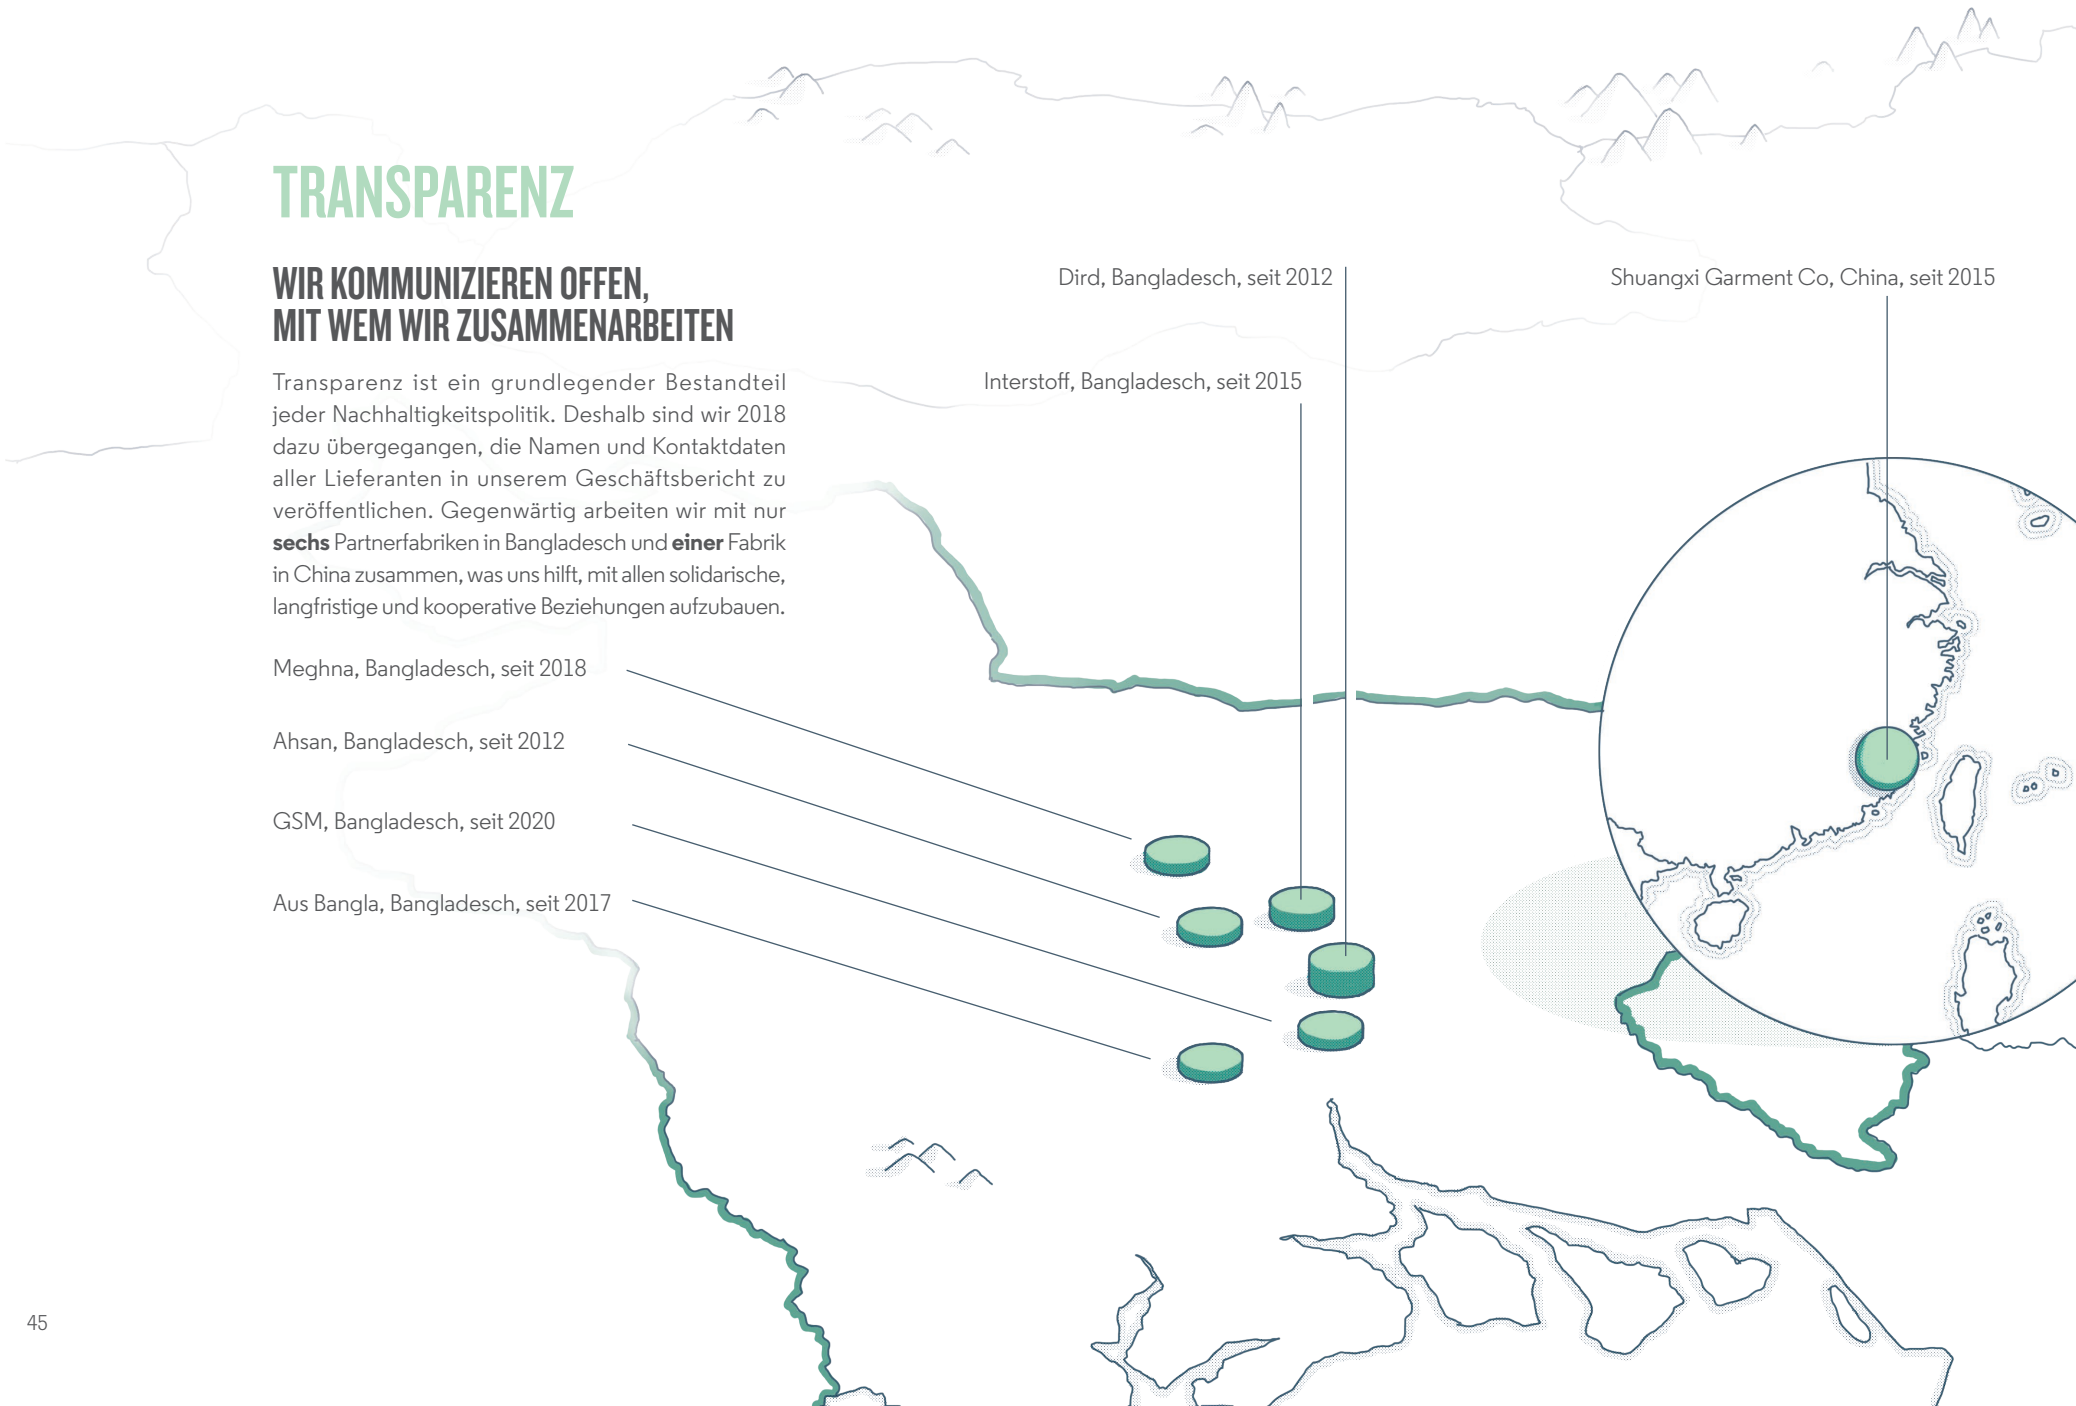 TRANSPARENZ
WIR KOMMUNIZIEREN OFFEN,
MIT WEM WIR ZUSAMMENARBEITEN
Transparenz ist ein grundlegender Bestandteil
jeder Nachhaltigkeitspolitik. Deshalb sind wir 2018
dazu übergegangen, die Namen und Kontaktdaten
aller Lieferanten in unserem Geschäftsbericht zu
veröffentlichen. Gegenwärtig arbeiten wir mit nur
sechs Partnerfabriken in Bangladesch und einer Fabrik
in China zusammen, was uns hilft, mit allen solidarische,
langfristige und kooperative Beziehungen aufzubauen.
Meghna, Bangladesch, seit 2018
Ahsan, Bangladesch, seit 2012
GSM, Bangladesch, seit 2020
Aus Bangla, Bangladesch, seit 2017
Dird, Bangladesch, seit 2012
Interstoff, Bangladesch, seit 2015
Shuangxi Garment Co, China, seit 2015
45